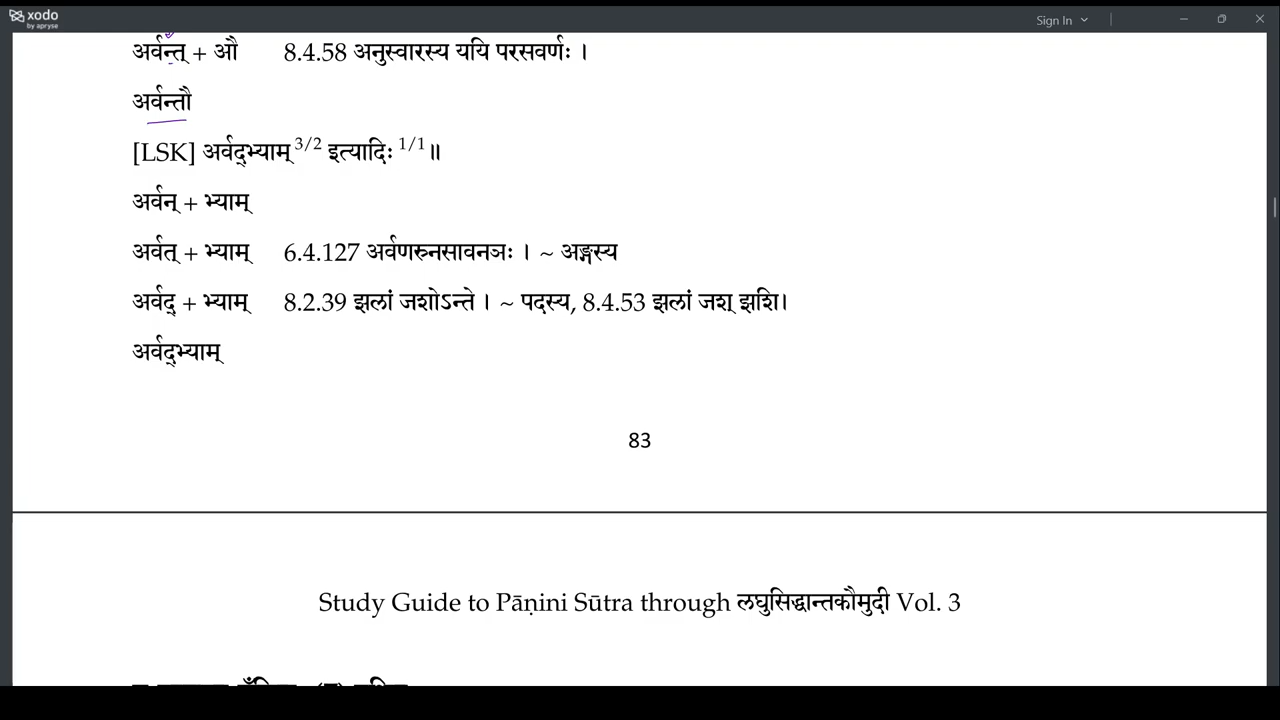 xodo
by apryse
Sign In
अर्वन्त् + औ 8.4.58 अनुस्वारस्य ययि परसवर्णः ।
अर्वन्तौ
[LSK] अर्वद्भ्याम् 3/2 इत्यादिः 1/1॥
अर्वन् + भ्याम्
अर्वत् + भ्याम् 6.4.127 अर्वणस्त्रनसावनञः । ~ अङ्गस्य
अर्वद् + भ्याम् 8.2.39 झलां जशोऽन्ते । ~ पदस्य, 8.4.53 झलां जश् झशि।
अर्वद्भ्याम्
83
Study Guide to Pāṇini Sūtra through लघुसिद्धान्तकौमुदी Vol. 3